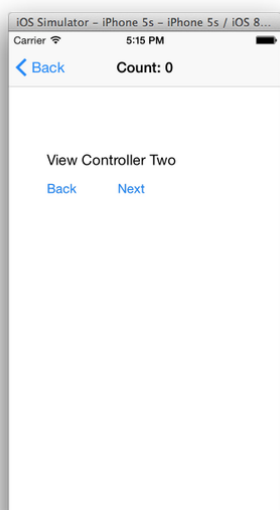 iOS Simulator – iPhone 5s – iPhone 5s / iOS 8...
Carrier 5:15 PM
Back Count: 0
View Controller Two
Back Next